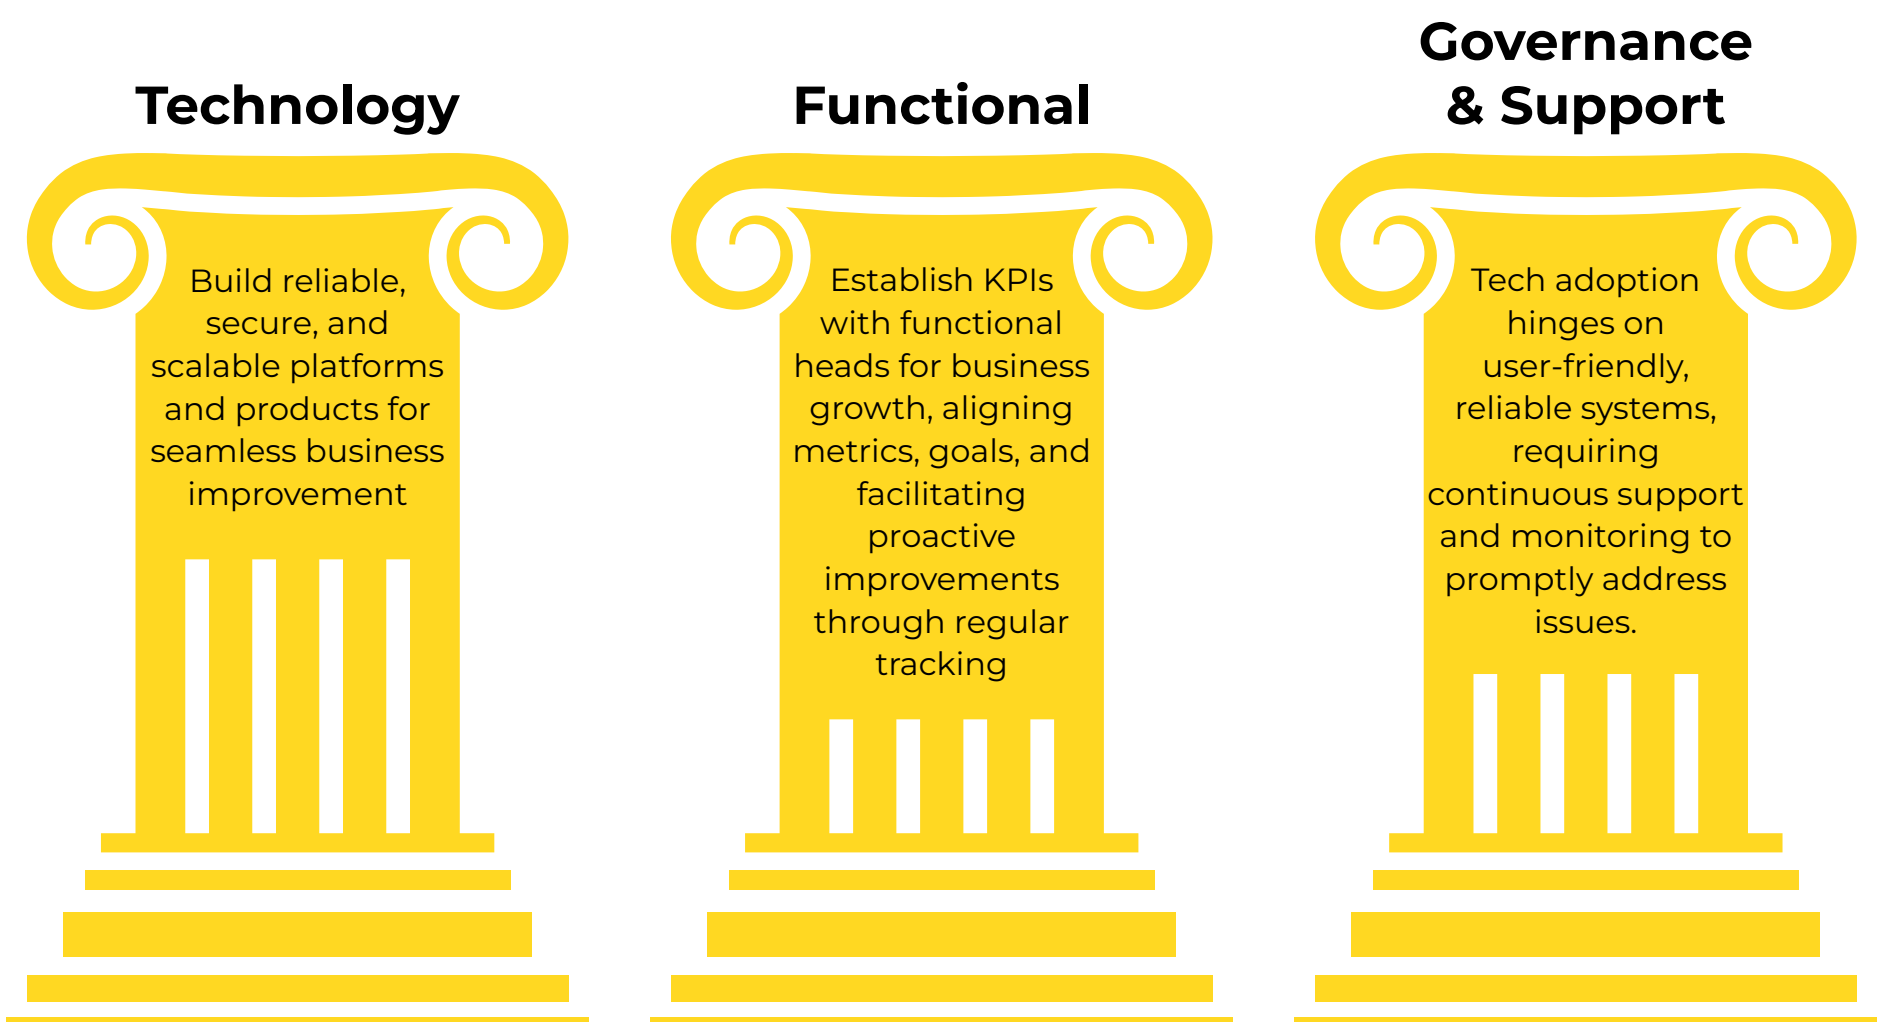 Technology
Build reliable,
secure, and
scalable platforms
and products for
seamless business
improvement
Functional
Establish KPIs
with functional
heads for business
growth, aligning
metrics, goals, and
facilitating
proactive
improvements
through regular
tracking
Governance
& Support
Tech adoption
hinges on
user-friendly,
reliable systems,
requiring
continuous support
and monitoring to
promptly address
issues.